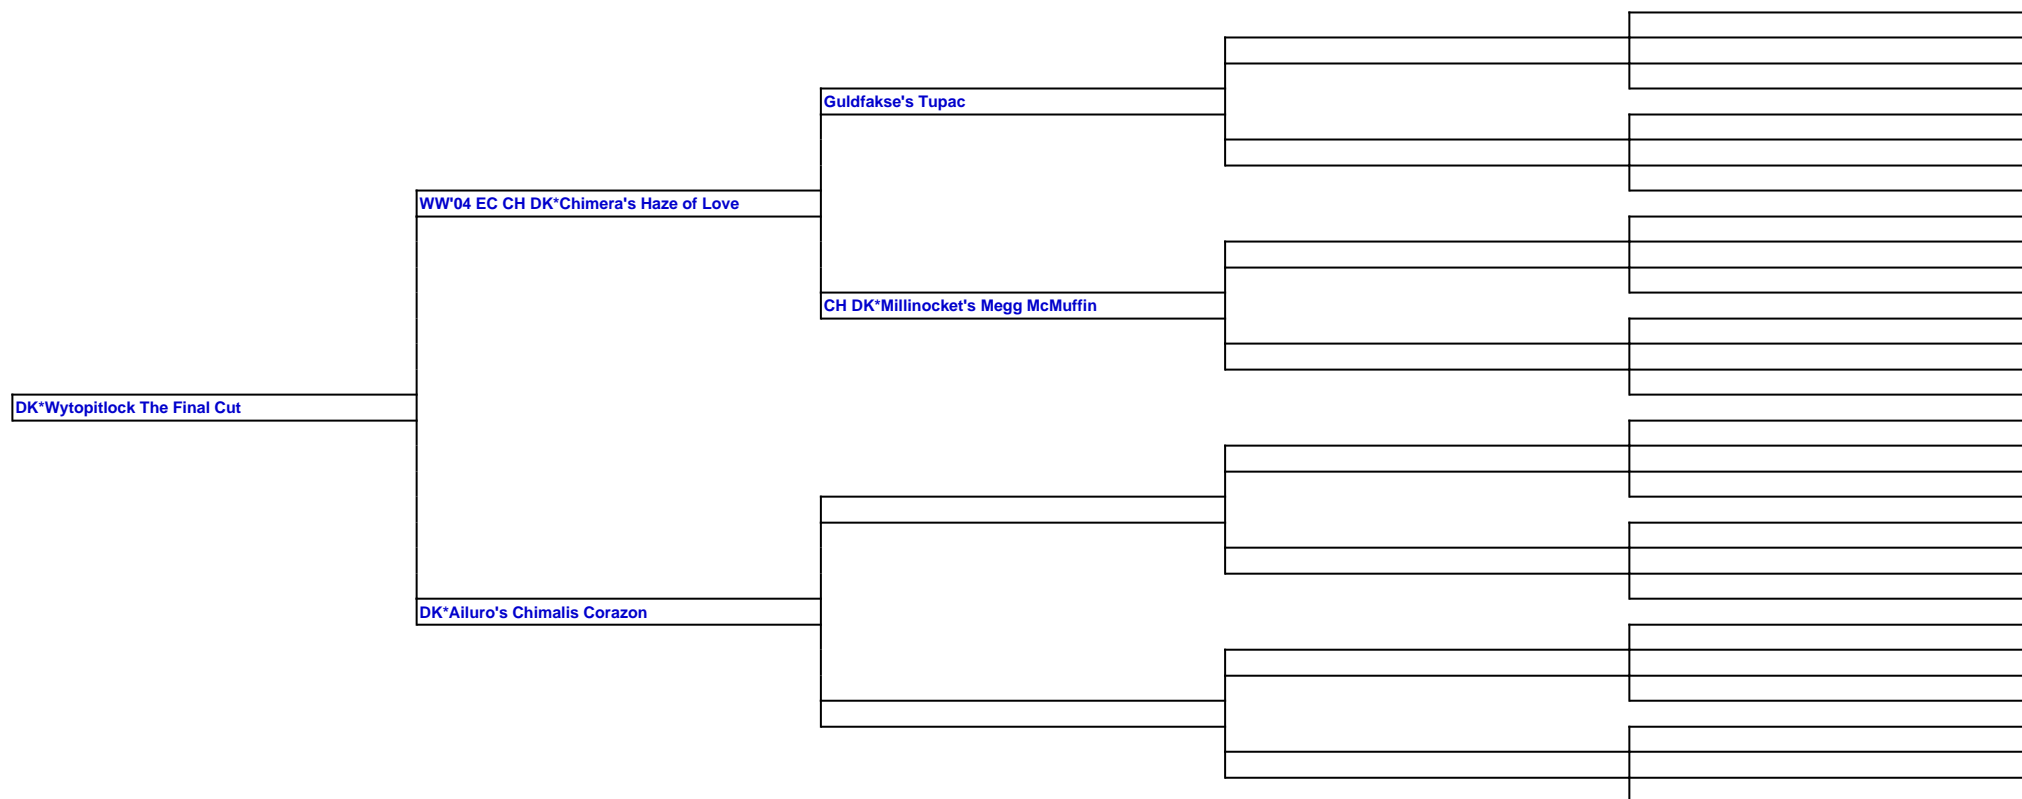 Guldfakse's Tupac
WW'04 EC CH DK*Chimera's Haze of Love
CH DK*Millinocket's Megg McMuffin
DK*Wytopitlock The Final Cut
DK*Ailuro's Chimalis Corazon